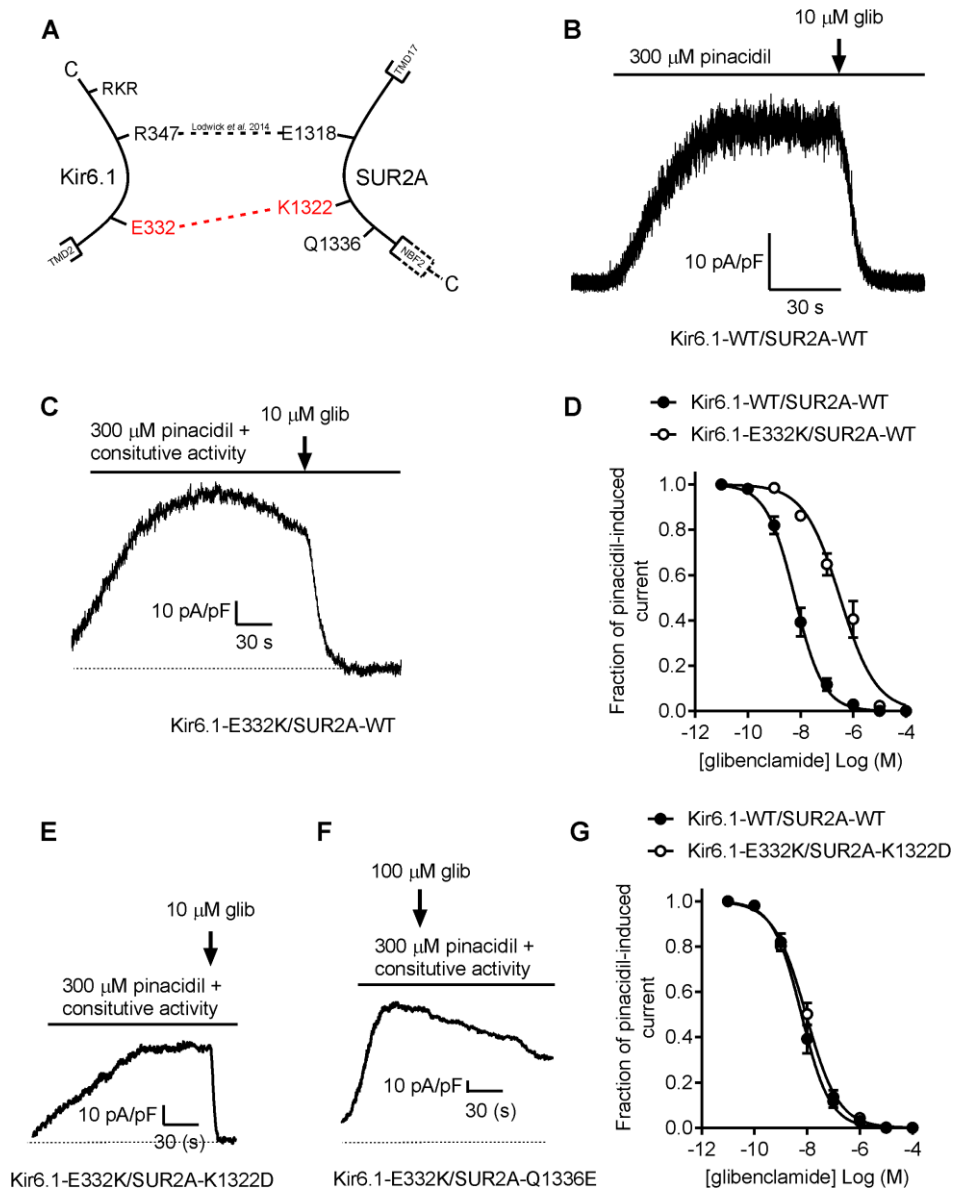 A
C
RKR
R347
Lodwick et al. 2014
E1318
TMD17
Kir6.1
SUR2A
E332
K1322
Q1336
TMD2
NBF2
C
B
10 μM glib
300 μM pinacidil
10 pA/pF
30 s
Kir6.1-WT/SUR2A-WT
C
10 μM glib
300 μM pinacidil +
consitutive activity
10 pA/pF
30 s
Kir6.1-E332K/SUR2A-WT
D
Kir6.1-WT/SUR2A-WT
Kir6.1-E332K/SUR2A-WT
Fraction of pinacidil-induced
current
1.0
0.8
0.6
0.4
0.2
0.0
-12 -10 -8 -6 -4
[glibenclamide] Log (M)
E
10 μM glib
300 μM pinacidil +
consitutive activity
10 pA/pF
30 (s)
Kir6.1-E332K/SUR2A-K1322D
F
100 μM glib
300 μM pinacidil +
consitutive activity
10 pA/pF
30 (s)
Kir6.1-E332K/SUR2A-Q1336E
G
Kir6.1-WT/SUR2A-WT
Kir6.1-E332K/SUR2A-K1322D
Fraction of pinacidil-induced
current
1.0
0.8
0.6
0.4
0.2
0.0
-12 -10 -8 -6 -4
[glibenclamide] Log (M)